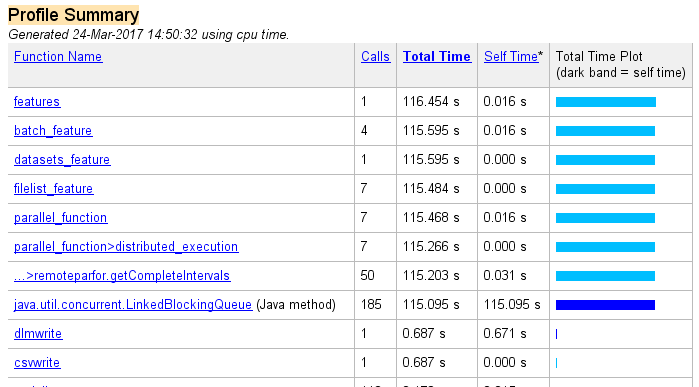 Profile Summary
Generated 24-Mar-2017 14:50:32 using cpu time.
Function Name Calls Total Time Self Time* Total Time Plot
(dark band = self time)
features 1 116.454 s 0.016 s
batch_feature 4 115.595 s 0.016 s
datasets_feature 1 115.595 s 0.000 s
filelist_feature 7 115.484 s 0.000 s
parallel_function 7 115.468 s 0.016 s
parallel_function>distributed_execution 7 115.266 s 0.000 s
...>remoteparfor.getCompleteIntervals 50 115.203 s 0.031 s
java.util.concurrent.LinkedBlockingQueue (Java method) 185 115.095 s 115.095 s
dlmwrite 1 0.687 s 0.671 s
csvwrite 1 0.687 s 0.000 s